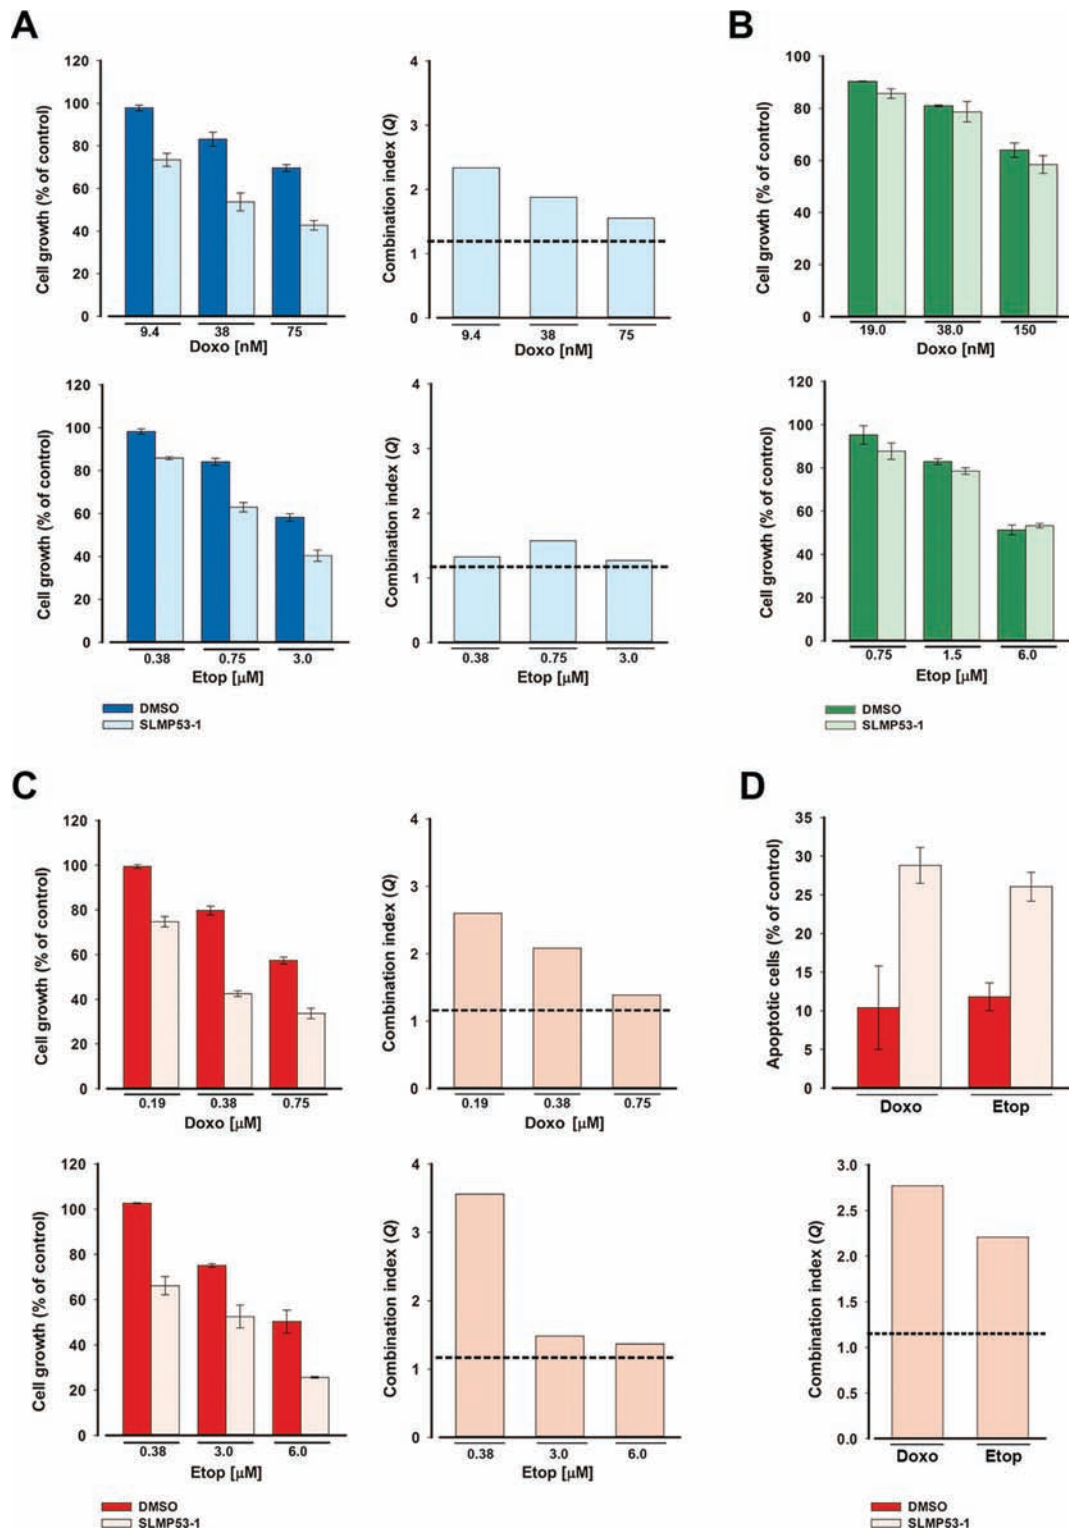 A
B
120
100
80
60
40
20
0
Cell growth (% of control)
9.4 38 75
Doxo [nM]
4
3
2
1
0
Combination index (Q)
9.4 38 75
Doxo [nM]
100
80
60
40
20
0
Cell growth (% of control)
19.0 38.0 150
Doxo [nM]
120
100
80
60
40
20
0
Cell growth (% of control)
0.38 0.75 3.0
Etop [µM]
4
3
2
1
0
Combination index (Q)
0.38 0.75 3.0
Etop [µM]
120
100
80
60
40
20
0
Cell growth (% of control)
0.75 1.5 6.0
Etop [µM]
DMSO
SLMP53-1
DMSO
SLMP53-1
C
D
120
100
80
60
40
20
0
Cell growth (% of control)
0.19 0.38 0.75
Doxo [µM]
4
3
2
1
0
Combination index (Q)
0.19 0.38 0.75
Doxo [µM]
35
30
25
20
15
10
5
0
Apoptotic cells (% of control)
Doxo Etop
120
100
80
60
40
20
0
Cell growth (% of control)
0.38 3.0 6.0
Etop [µM]
4
3
2
1
0
Combination index (Q)
0.38 3.0 6.0
Etop [µM]
3.0
2.5
2.0
1.5
1.0
0.5
0.0
Combination index (Q)
Doxo Etop
DMSO
SLMP53-1
DMSO
SLMP53-1